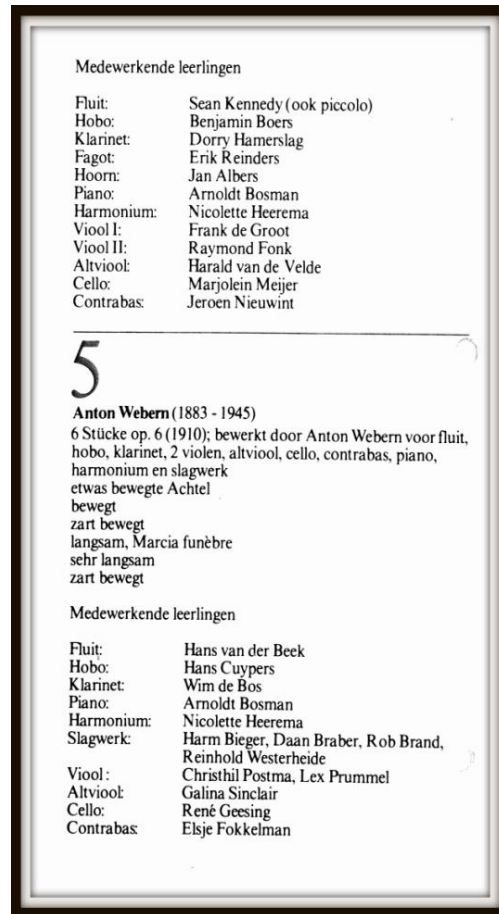 Medewerkende leerlingen
Fluit: Sean Kennedy (ook piccolo)
Hobo: Benjamin Boers
Klarinet: Dorry Hamerslag
Fagot: Erik Reinders
Hoorn: Jan Albers
Piano: Arnoldt Bosman
Harmonium: Nicolette Heerema
Viool I: Frank de Groot
Viool II: Raymond Fonk
Altviool: Harald van de Velde
Cello: Marjolein Meijer
Contrabas: Jeroen Nieuwint
5
Anton Webern (1883 - 1945)
6 Stücke op. 6 (1910); bewerkt door Anton Webern voor fluit,
hobo, klarinet, 2 violen, altviool, cello, contrabas, piano,
harmonium en slagwerk
etwas bewegte Achtel
bewegt
zart bewegt
langsam, Marcia funèbre
sehr langsam
zart bewegt
Medewerkende leerlingen
Fluit: Hans van der Beek
Hobo: Hans Cuypers
Klarinet: Wim de Bos
Piano: Arnoldt Bosman
Harmonium: Nicolette Heerema
Slagwerk: Harm Bieger, Daan Braber, Rob Brand,
Reinhold Westerheide
Viool : Christhil Postma, Lex Prummel
Altviool: Galina Sinclair
Cello: René Geesing
Contrabas: Elsje Fokkelman